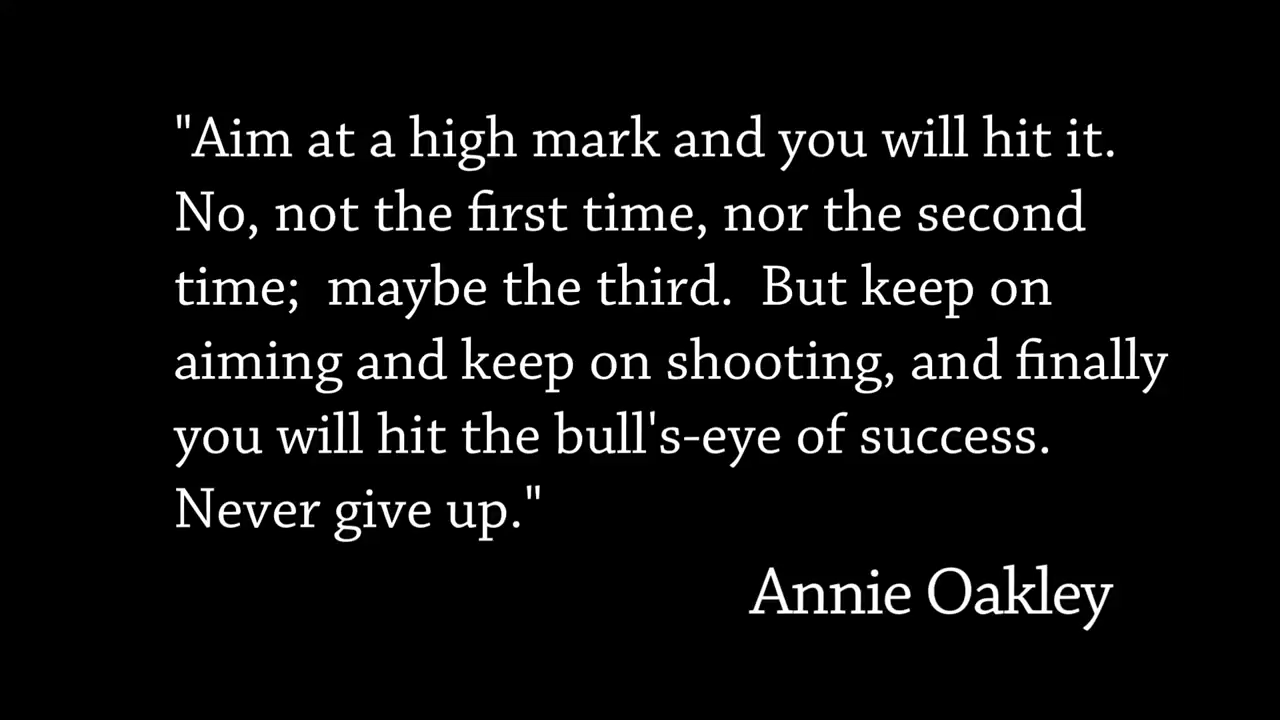 "Aim at a high mark and you will hit it.
No, not the first time, nor the second
time;  maybe the third.  But keep on
aiming and keep on shooting, and finally
you will hit the bull's-eye of success.
Never give up."
Annie Oakley